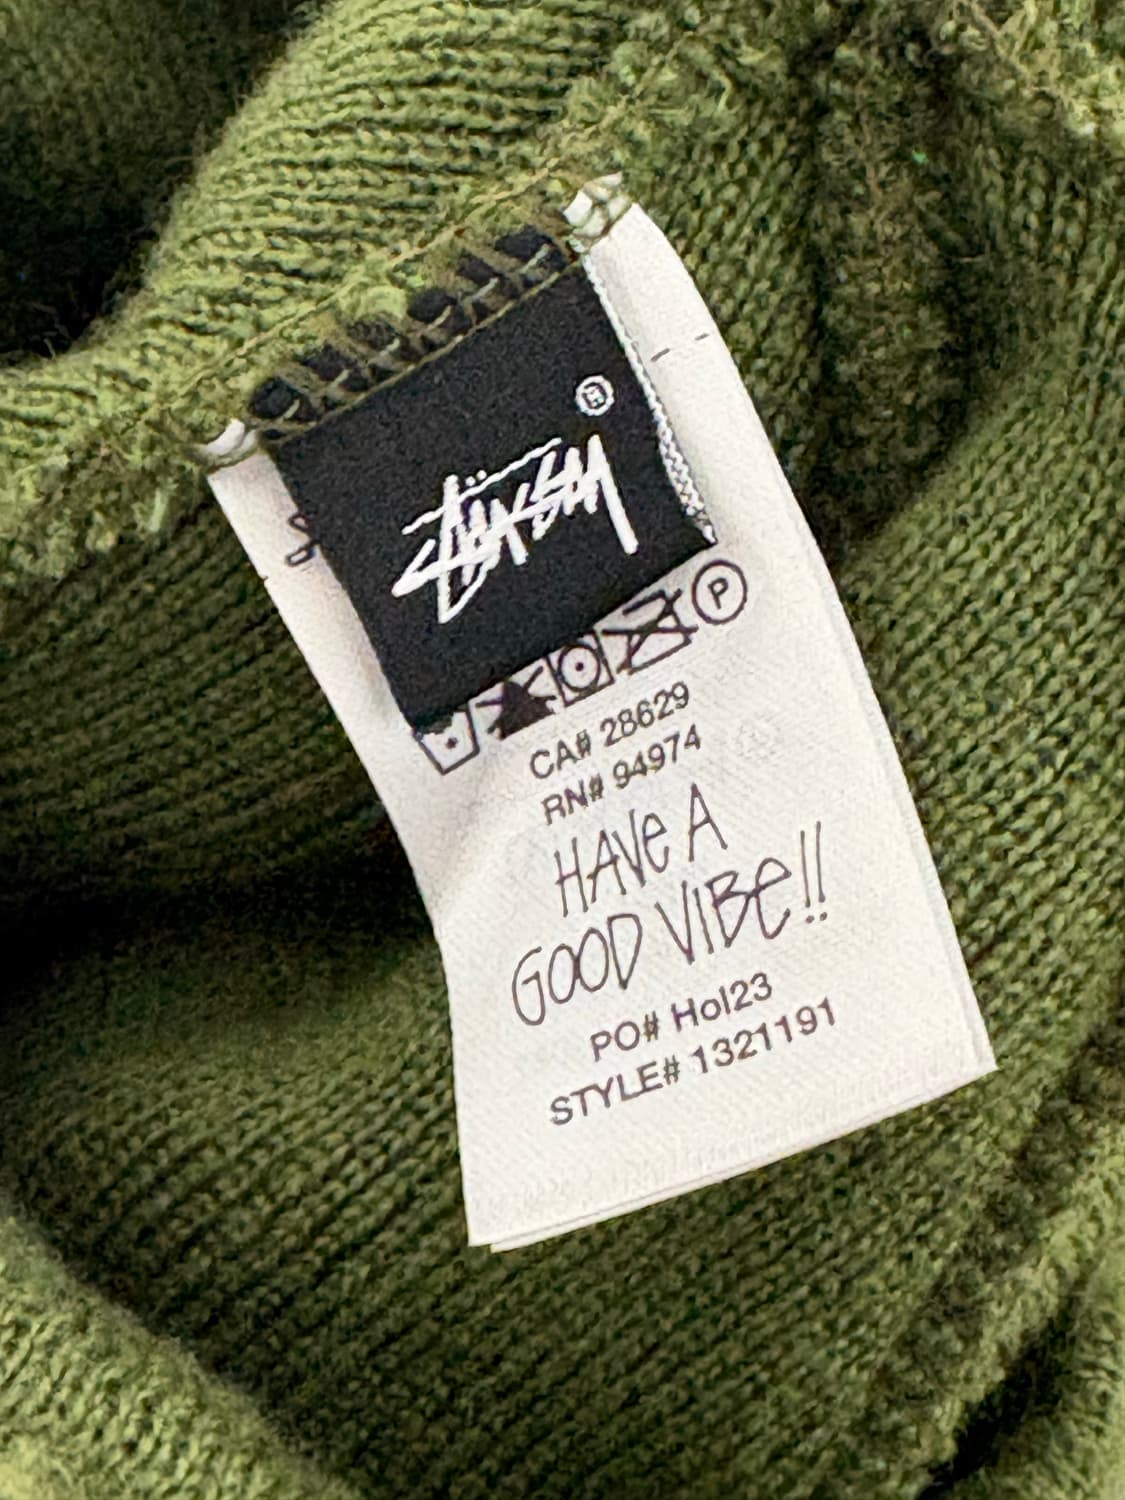 Stüssy
®
P
CA# 28629
RN# 94974
HAVE A
GOOD VIBE!!
PO# Hol23
STYLE# 1321191